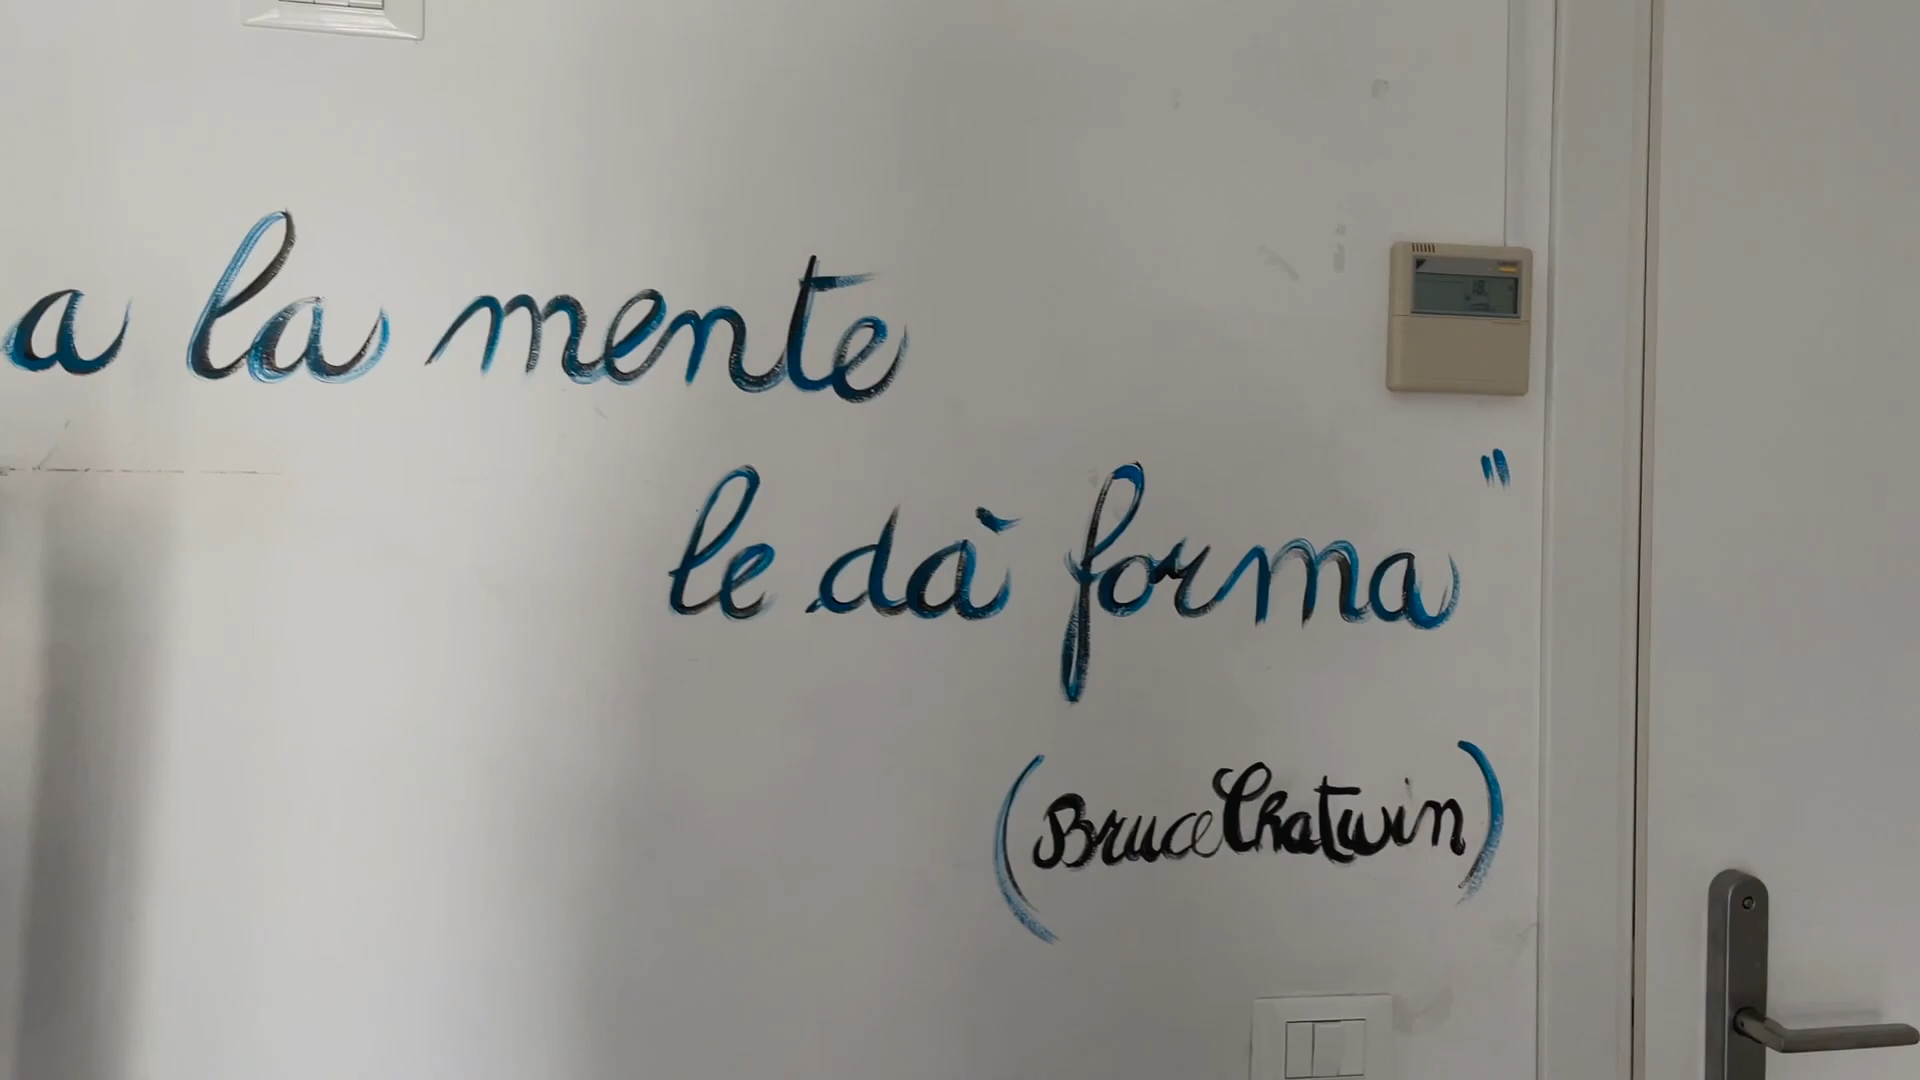 a la mente
le dà forma"
(Bruce Chatwin)